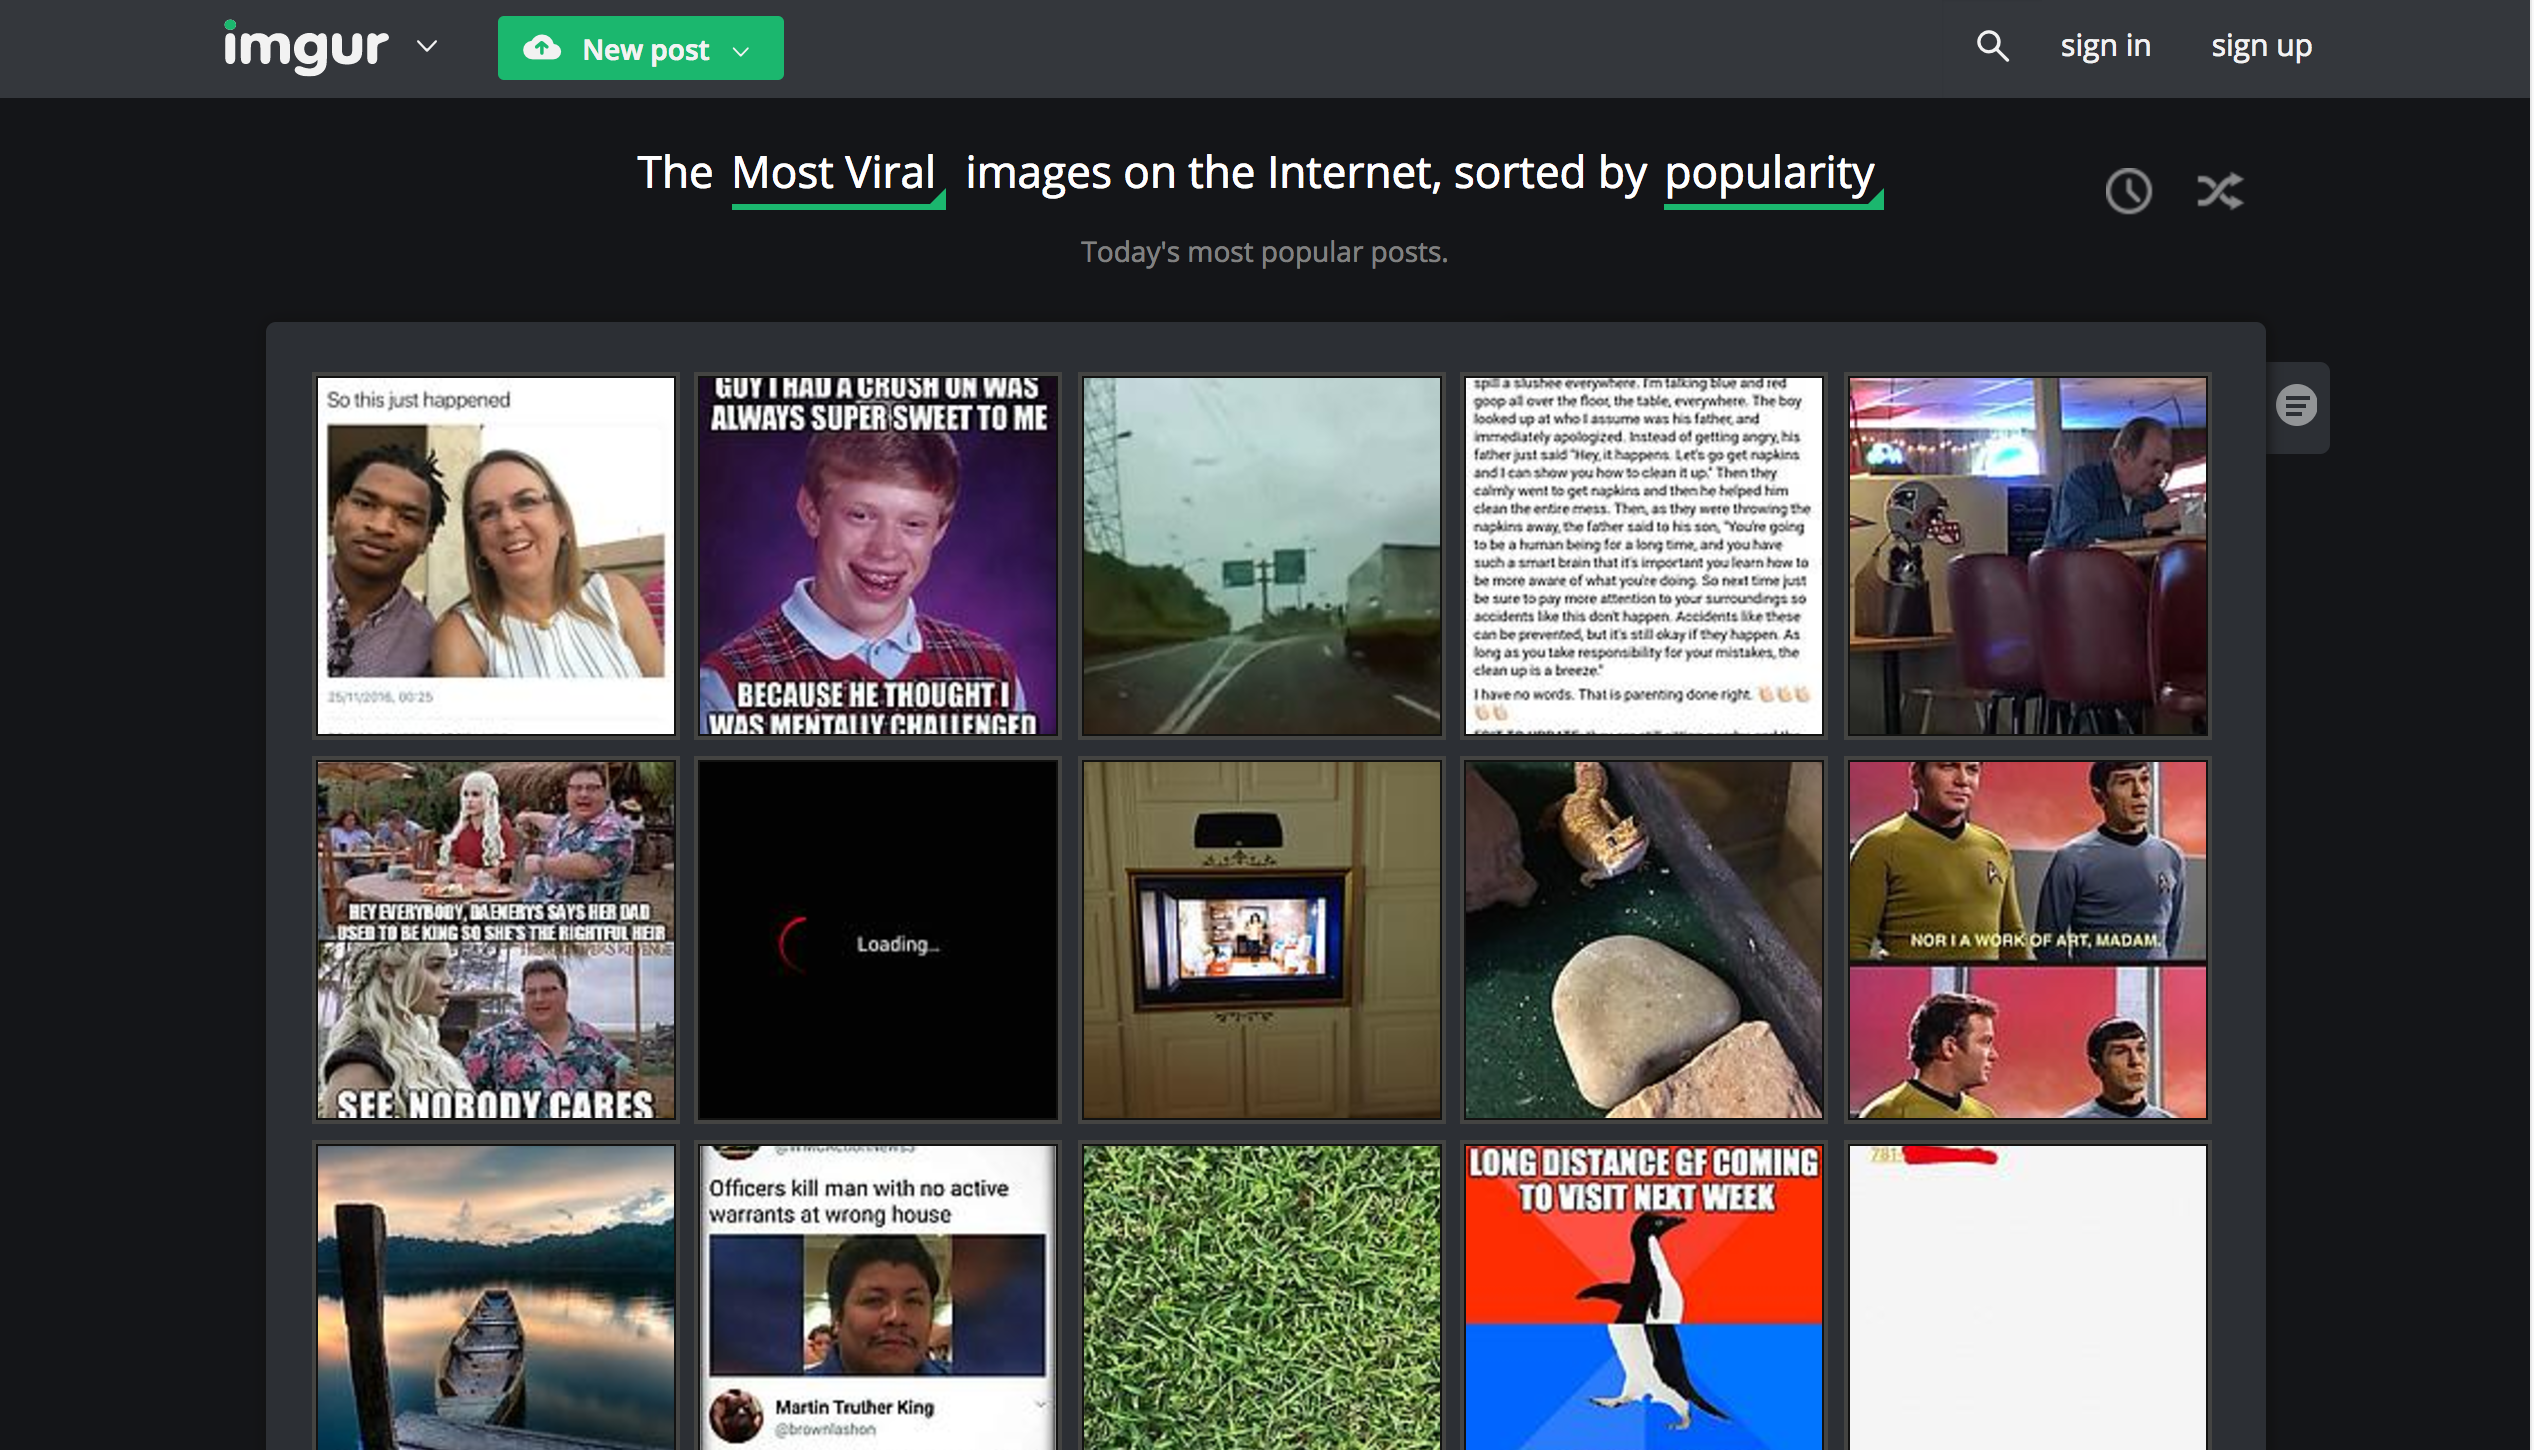 imgur
New post
sign in
sign up
The Most Viral images on the Internet, sorted by popularity
Today's most popular posts.
So this just happened
25/11/2016, 00:25
GUY I HAD A CRUSH ON WAS
ALWAYS SUPER SWEET TO ME
BECAUSE HE THOUGHT I
WAS MENTALLY CHALLENGED
spill a slushee everywhere. I'm talking blue and red
goop all over the floor, the table, everywhere. The boy
looked up at who I assume was his father, and
immediately apologized. Instead of getting angry, his
father just said "Hey, it happens. Let's go get napkins
and I can show you how to clean it up." Then they
calmly went to get napkins and then he helped him
clean the entire mess. Then, as they were throwing the
napkins away, the father said to his son, "You're going
to be a human being for a long time, and you have
such a smart brain that it's important you learn how to
be more aware of what you're doing. So next time just
be sure to pay more attention to your surroundings so
accidents like this don't happen. Accidents like these
can be prevented, but it's still okay if they happen. As
long as you take responsibility for your mistakes, the
clean up is a breeze."
I have no words. That is parenting done right. 👏🏻👏🏻👏🏻
👏🏻👏🏻
HEY EVERYBODY, DAENERYS SAYS HER DAD
USED TO BE KING SO SHE'S THE RIGHTFUL HEIR
SEE, NOBODY CARES
Loading...
NOR I A WORK OF ART, MADAM.
Officers kill man with no active
warrants at wrong house
Martin Truther King
@brownlashon
LONG DISTANCE GF COMING
TO VISIT NEXT WEEK
781-